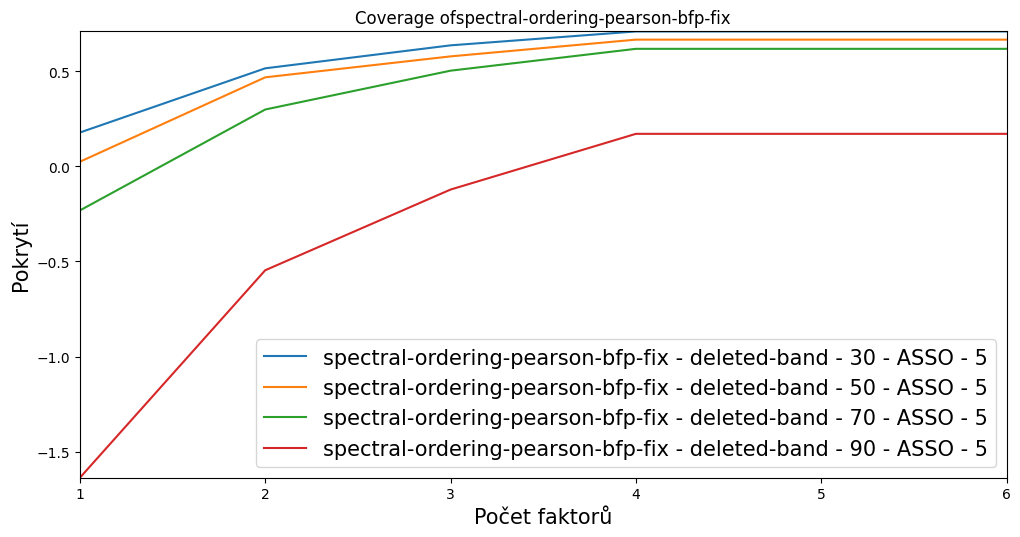 Coverage ofspectral-ordering-pearson-bfp-fix
Pokrytí
0.5
0.0
−0.5
−1.0
−1.5
spectral-ordering-pearson-bfp-fix - deleted-band - 30 - ASSO - 5
spectral-ordering-pearson-bfp-fix - deleted-band - 50 - ASSO - 5
spectral-ordering-pearson-bfp-fix - deleted-band - 70 - ASSO - 5
spectral-ordering-pearson-bfp-fix - deleted-band - 90 - ASSO - 5
1 2 3 4 5 6
Počet faktorů